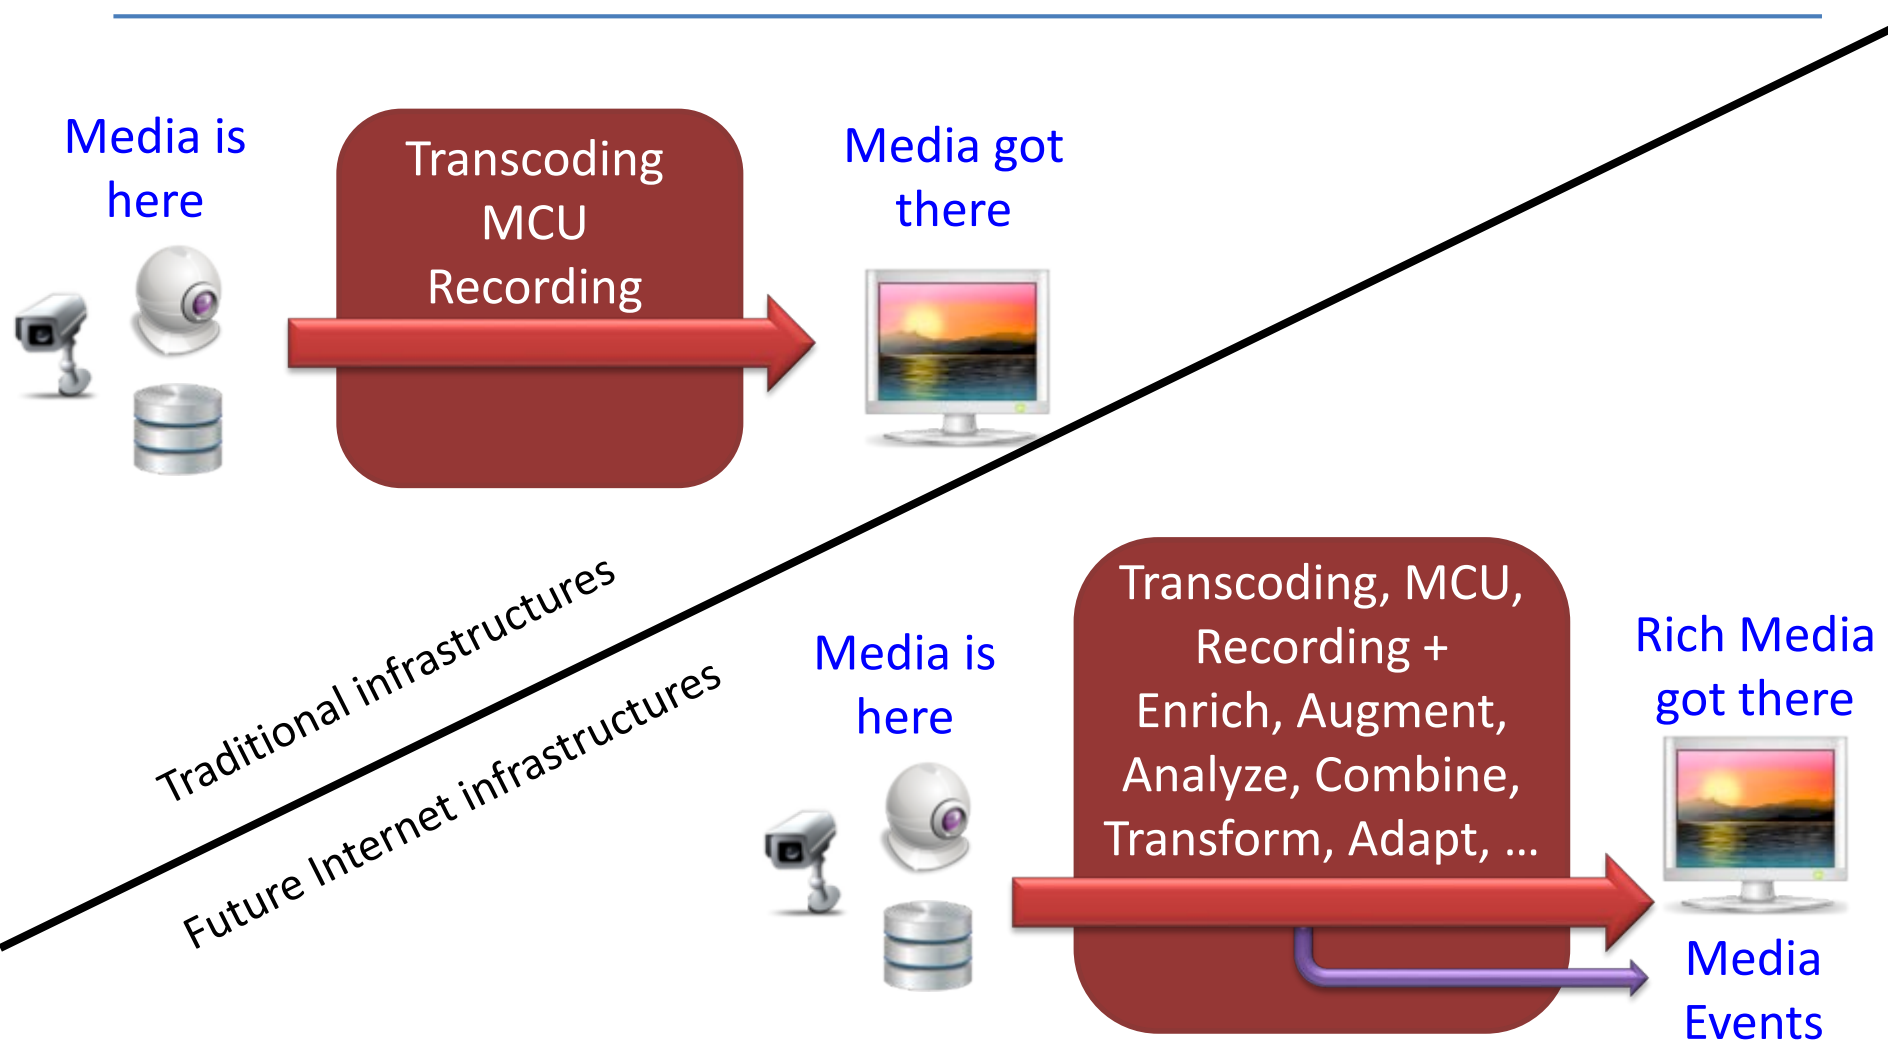 Media is
here
Transcoding
MCU
Recording
Media got
there
Traditional infrastructures
Future Internet infrastructures
Media is
here
Transcoding, MCU,
Recording +
Enrich, Augment,
Analyze, Combine,
Transform, Adapt, ...
Rich Media
got there
Media
Events